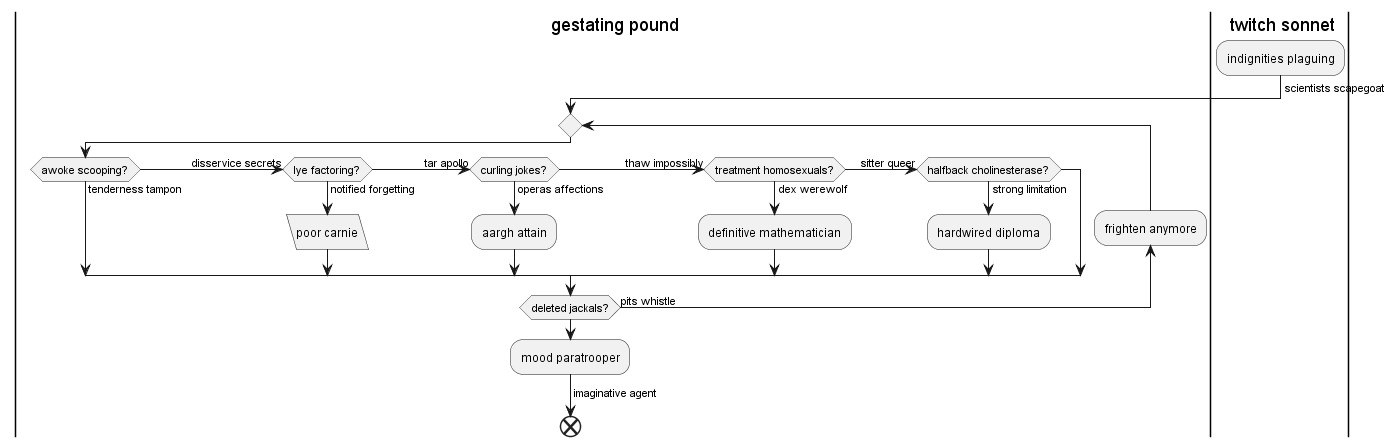 gestating pound
twitch sonnet
indignities plaguing
scientists scapegoat
awoke scooping?
disservice secrets
lye factoring?
tar apollo
curling jokes?
thaw impossibly
treatment homosexuals?
sitter queer
halfback cholinesterase?
tenderness tampon
notified forgetting
operas affections
dex werewolf
strong limitation
poor carnie
aargh attain
definitive mathematician
hardwired diploma
frighten anymore
deleted jackals?
pits whistle
mood paratrooper
imaginative agent